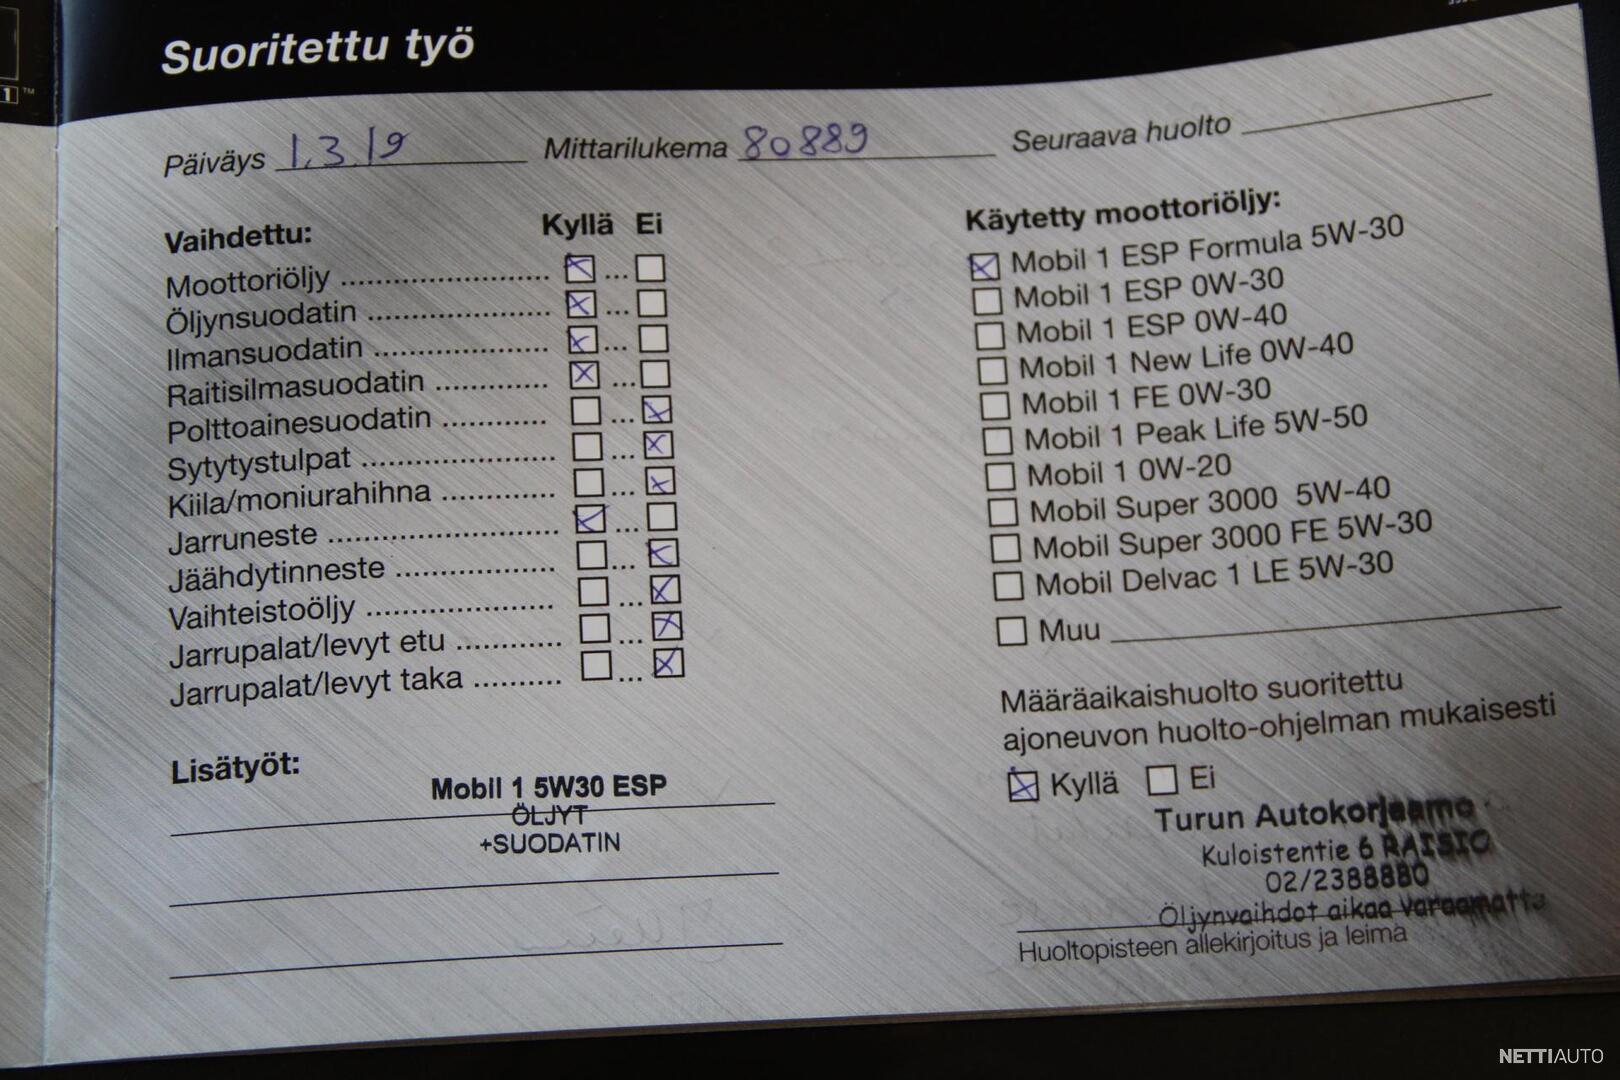 Suoritettu työ
1™
Päiväys 1.3.19 Mittarilukema 80889 Seuraava huolto
Vaihdettu: Kyllä Ei
Moottoriöljy
Öljynsuodatin
Ilmansuodatin
Raitisilmasuodatin
Polttoainesuodatin
Sytytystulpat
Kiila/moniurahihna
Jarruneste
Jäähdytinneste
Vaihteistoöljy
Jarrupalat/levyt etu
Jarrupalat/levyt taka
Lisätyöt:
Mobil 1 5W30 ESP
ÖLJYT
+SUODATIN
Käytetty moottoriöljy:
Mobil 1 ESP Formula 5W-30
Mobil 1 ESP 0W-30
Mobil 1 ESP 0W-40
Mobil 1 New Life 0W-40
Mobil 1 FE 0W-30
Mobil 1 Peak Life 5W-50
Mobil 1 0W-20
Mobil Super 3000 5W-40
Mobil Super 3000 FE 5W-30
Mobil Delvac 1 LE 5W-30
Muu
Määräaikaishuolto suoritettu
ajoneuvon huolto-ohjelman mukaisesti
Kyllä Ei
Turun Autokorjaamo
Kuloistentie 6 RAISIO
02/2388880
Öljynvaihdot aikaa varaamatta
Huoltopisteen allekirjoitus ja leima
NETTIAUTO